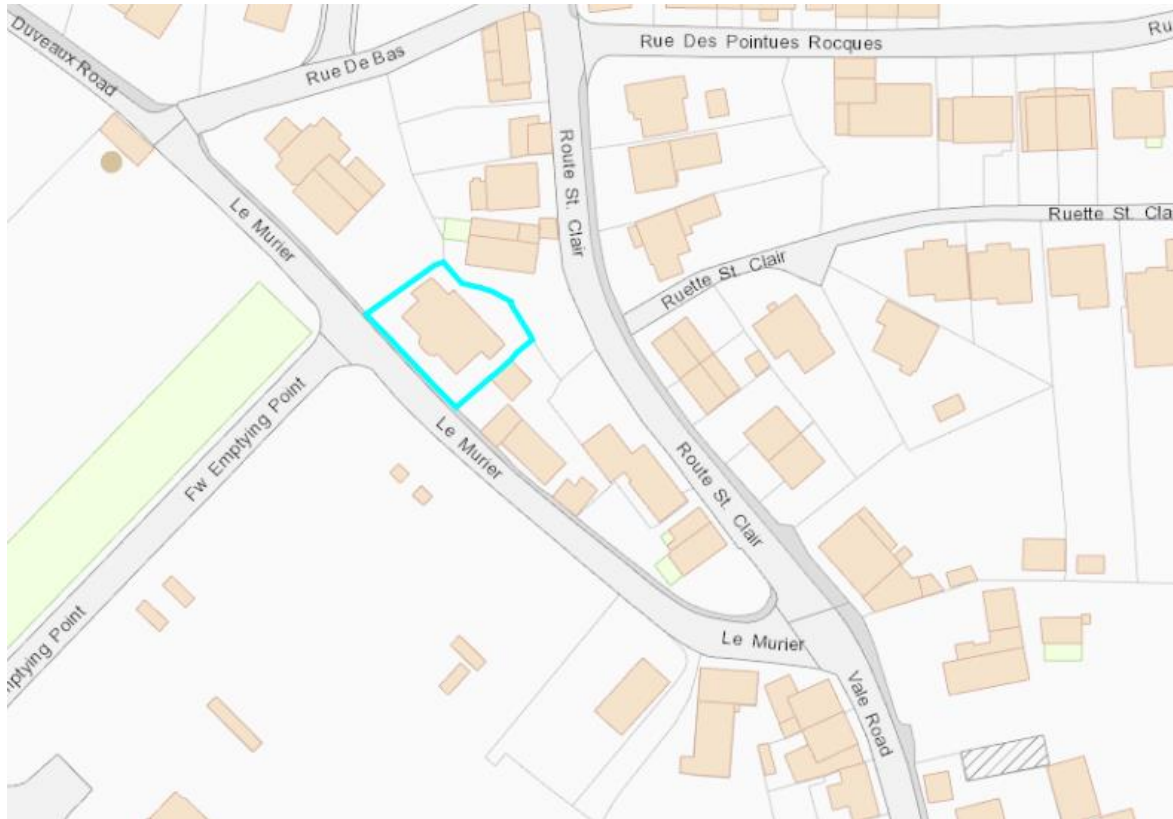 Duveaux Road
Rue De Bas
Rue Des Pointues Rocques
Ru
Route St. Clair
Le Murier
Ruette St. Cla
Ruette St. Clair
Fw Emptying Point
Le Murier
Route St. Clair
mptying Point
Le Murier
Vale Road